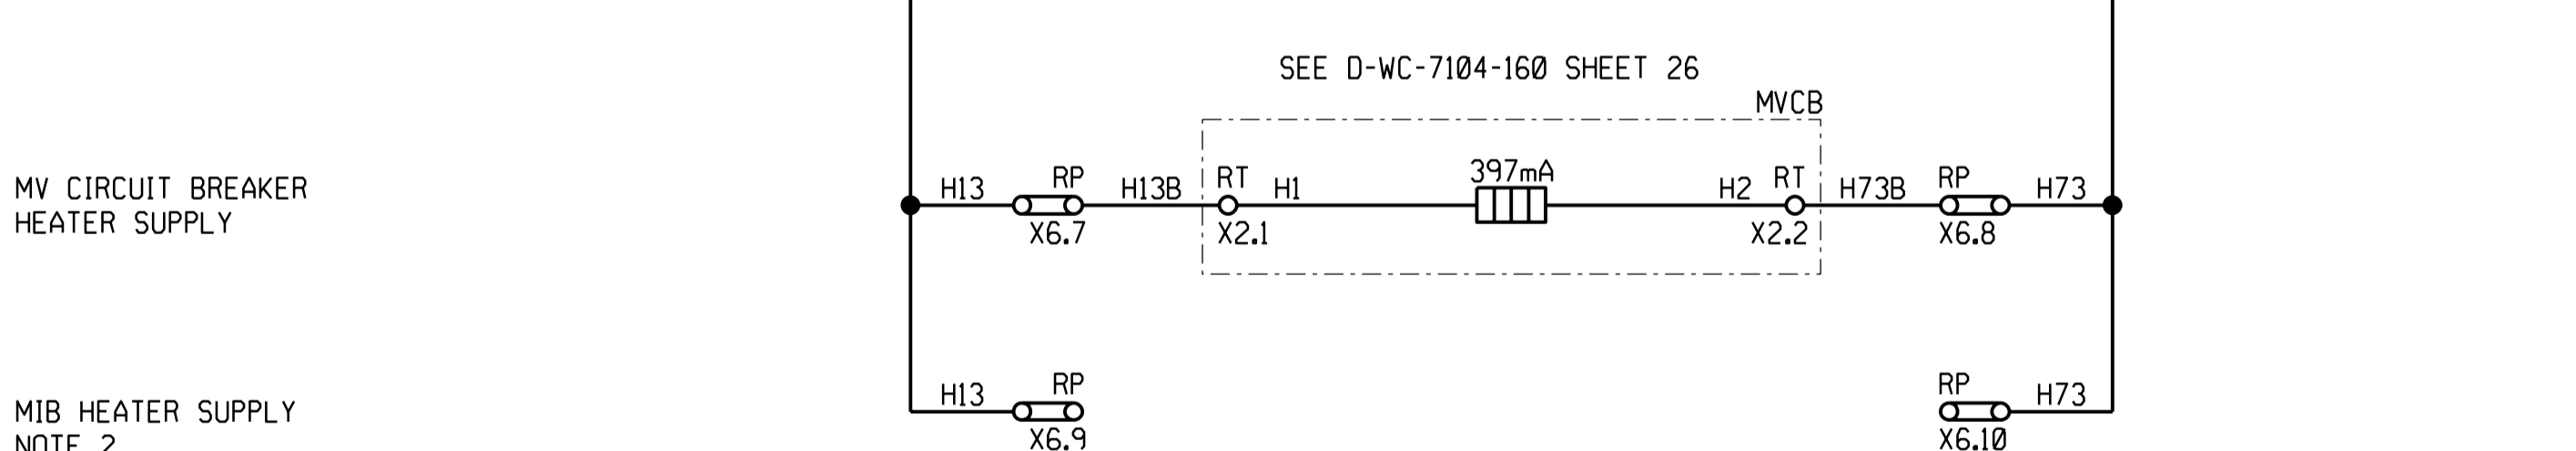 SEE D-WC-7104-160 SHEET 26
MVCB
MV CIRCUIT BREAKER
HEATER SUPPLY
H13 RP H13B RT H1 397mA H2 RT H73B RP H73
X6.7 X2.1 X2.2 X6.8
MIB HEATER SUPPLY
NOTE 2
H13 RP RP H73
X6.9 X6.10